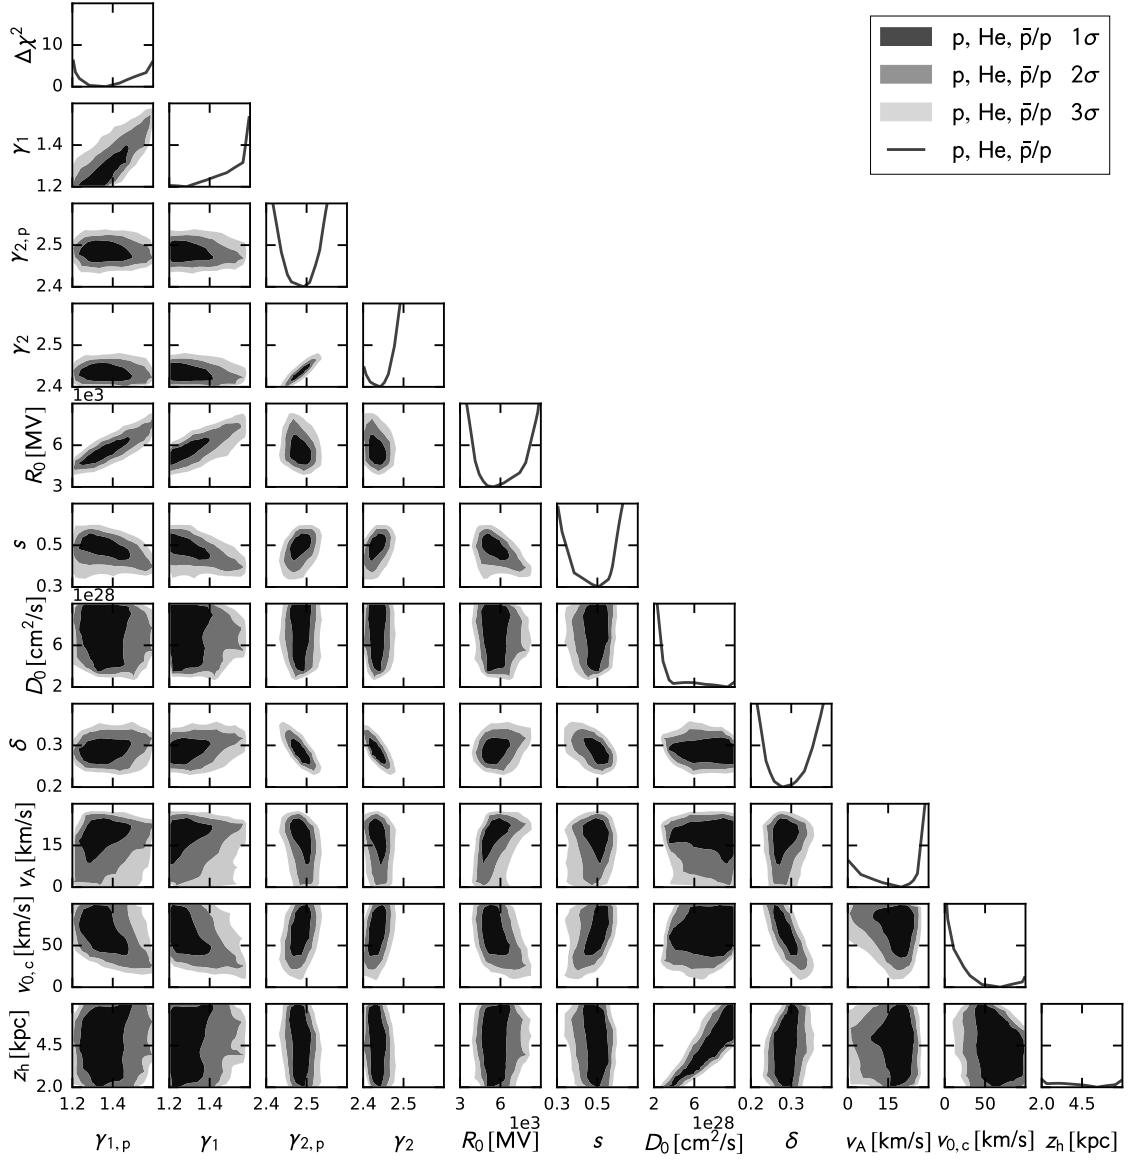 Δχ²
10
0
p, He, p̄/p 1σ
p, He, p̄/p 2σ
p, He, p̄/p 3σ
p, He, p̄/p
γ₁
1.4
1.2
γ₂,ₚ
2.5
2.4
γ₂
2.5
2.4
1e3
R₀ [MV]
6
3
s
0.5
0.3
1e28
D₀ [cm²/s]
6
2
δ
0.3
0.2
v_A [km/s]
15
0
v₀,c [km/s]
50
0
z_h [kpc]
4.5
2.0
1.2 1.4 1.2 1.4 2.4 2.5 2.4 2.5 3 6 0.3 0.5 2 6 0.2 0.3 0 15 0 50 2.0 4.5
1e3 1e28
γ₁,ₚ γ₁ γ₂,ₚ γ₂ R₀ [MV] s D₀ [cm²/s] δ v_A [km/s] v₀,c [km/s] z_h [kpc]